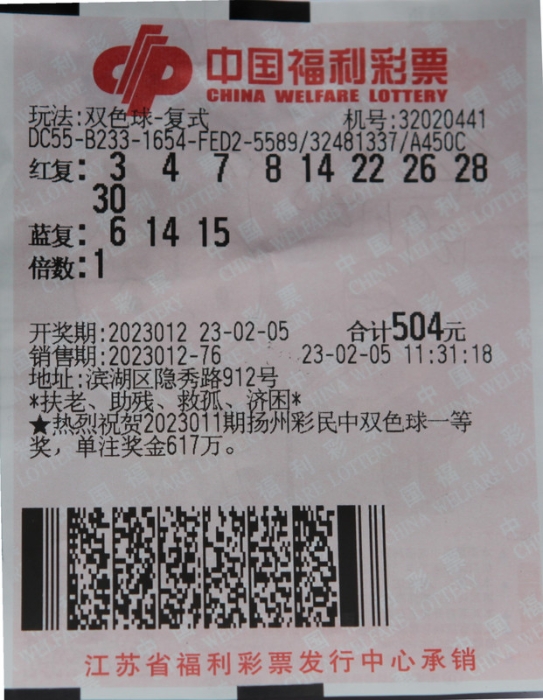 中国福利彩票
CHINA WELFARE LOTTERY
玩法:双色球-复式 机号:32020441
DC55-B233-1654-FED2-5589/32481337/A450C
红复: 3 4 7 8 14 22 26 28
30
蓝复: 6 14 15
倍数:1
开奖期:2023012 23-02-05 合计504元
销售期:2023012-76 23-02-05 11:31:18
地址:滨湖区隐秀路912号
*扶老、助残、救孤、济困*
★热烈祝贺2023011期扬州彩民中双色球一等
奖，单注奖金617万。
江苏省福利彩票发行中心承销